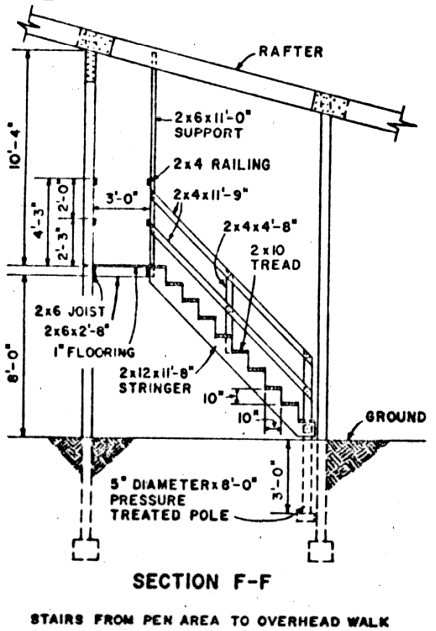 RAFTER
2x6x11'-0"
SUPPORT
10'-4"
2x4 RAILING
2'-0"
3'-0"
2x4x11'-9"
4'-3"
2x4x4'-8"
2'-3"
2x10
TREAD
2x6 JOIST
2x6x2'-8"
1" FLOORING
8'-0"
2x12x11'-8"
STRINGER
10"
10"
GROUND
5" DIAMETER x 8'-0"
PRESSURE
TREATED POLE
3'-0"
SECTION F-F
STAIRS FROM PEN AREA TO OVERHEAD WALK